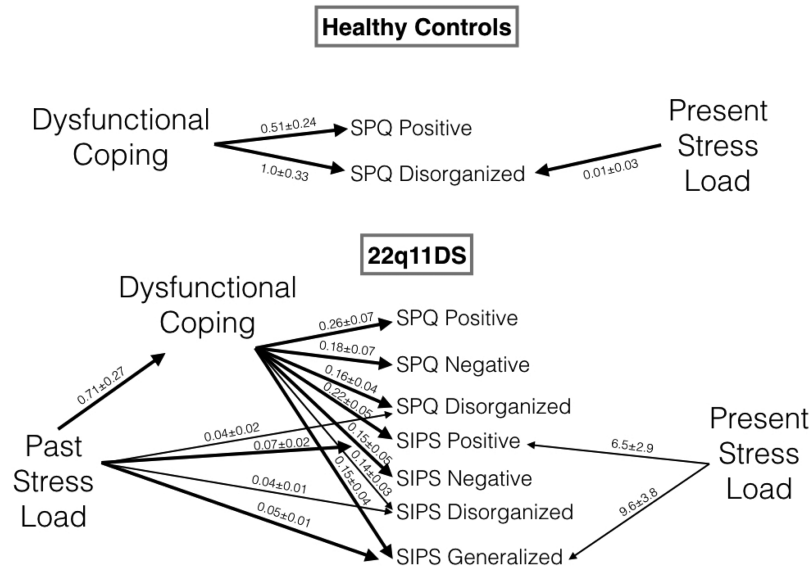 Healthy Controls
Dysfunctional
Coping
0.51±0.24
1.0±0.33
SPQ Positive
SPQ Disorganized
0.01±0.03
Present
Stress
Load
22q11DS
Dysfunctional
Coping
0.71±0.27
Past
Stress
Load
0.26±0.07
0.18±0.07
0.16±0.04
0.22±0.05
0.15±0.05
0.14±0.03
0.15±0.04
0.04±0.02
0.07±0.02
0.04±0.01
0.05±0.01
SPQ Positive
SPQ Negative
SPQ Disorganized
SIPS Positive
SIPS Negative
SIPS Disorganized
SIPS Generalized
6.5±2.9
9.6±3.8
Present
Stress
Load